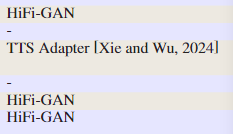 HiFi-GAN
-
TTS Adapter [Xie and Wu, 2024]
-
HiFi-GAN
HiFi-GAN